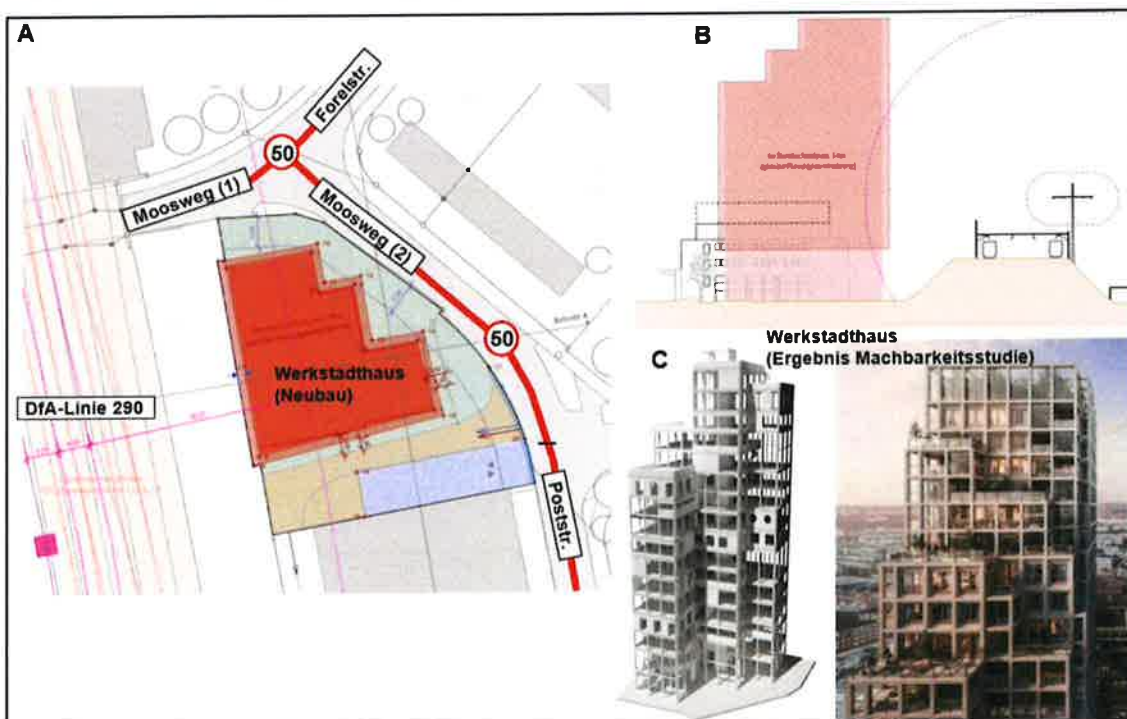 A
Forelstr.
50
Moosweg (1)
Moosweg (2)
50
Werkstadthaus
(Neubau)
DfA-Linie 290
Poststr.
B
Werkstadthaus
(Ergebnis Machbarkeitsstudie)
C